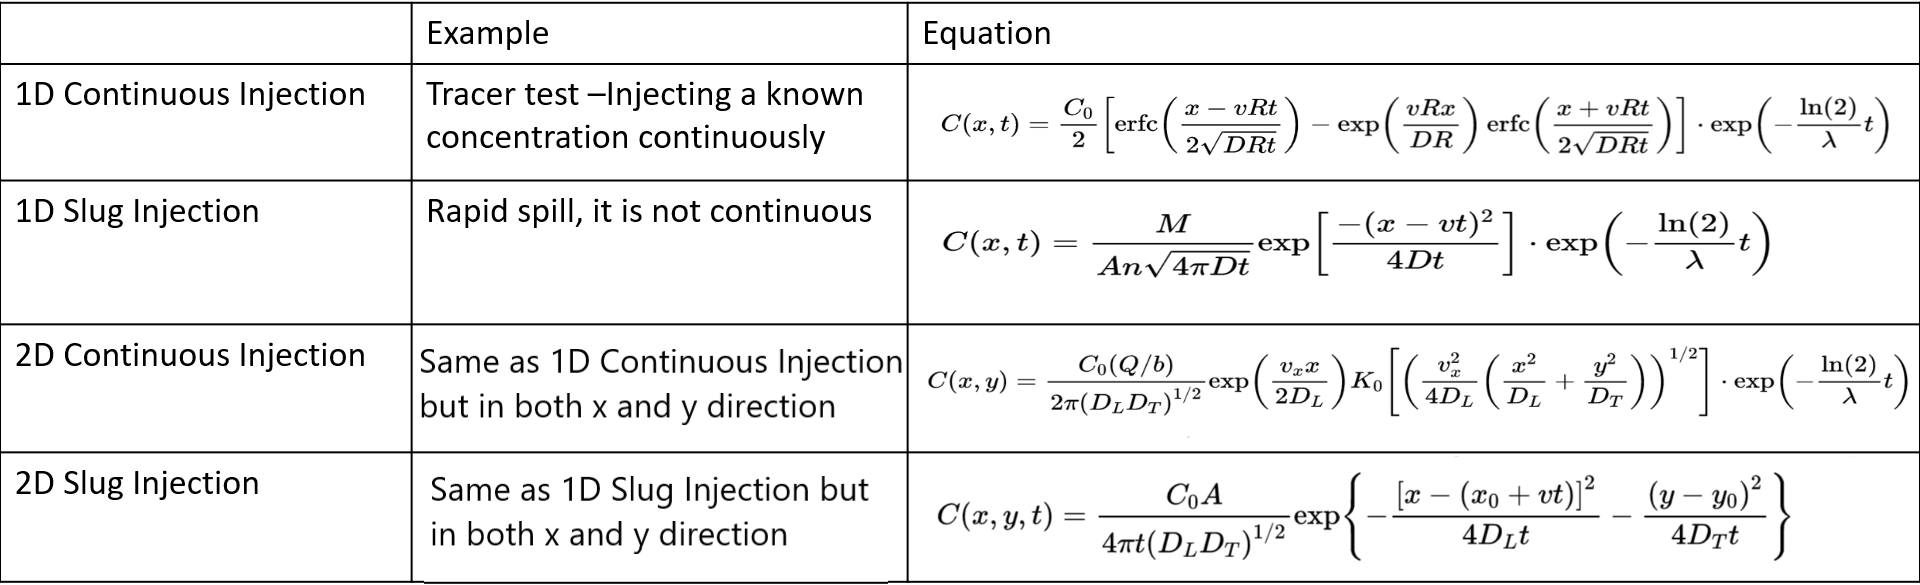 Example Equation
1D Continuous Injection Tracer test –Injecting a known concentration continuously C(x, t) = \frac{C_0}{2} \left[ \text{erfc}\left( \frac{x - vRt}{2\sqrt{DRt}} \right) - \exp\left( \frac{vRx}{DR} \right) \text{erfc}\left( \frac{x + vRt}{2\sqrt{DRt}} \right) \right] \cdot \exp\left( -\frac{\ln(2)}{\lambda} t \right)
1D Slug Injection Rapid spill, it is not continuous C(x, t) = \frac{M}{An\sqrt{4\pi Dt}} \exp\left[ \frac{-(x - vt)^2}{4Dt} \right] \cdot \exp\left( -\frac{\ln(2)}{\lambda} t \right)
2D Continuous Injection Same as 1D Continuous Injection but in both x and y direction C(x, y) = \frac{C_0(Q/b)}{2\pi(D_L D_T)^{1/2}} \exp\left( \frac{v_x x}{2D_L} \right) K_0\left[ \left( \frac{v_x^2}{4D_L} \left( \frac{x^2}{D_L} + \frac{y^2}{D_T} \right) \right)^{1/2} \right] \cdot \exp\left( -\frac{\ln(2)}{\lambda} t \right)
2D Slug Injection Same as 1D Slug Injection but in both x and y direction C(x, y, t) = \frac{C_0 A}{4\pi t(D_L D_T)^{1/2}} \exp\left\{ -\frac{[x - (x_0 + vt)]^2}{4D_L t} - \frac{(y - y_0)^2}{4D_T t} \right\}